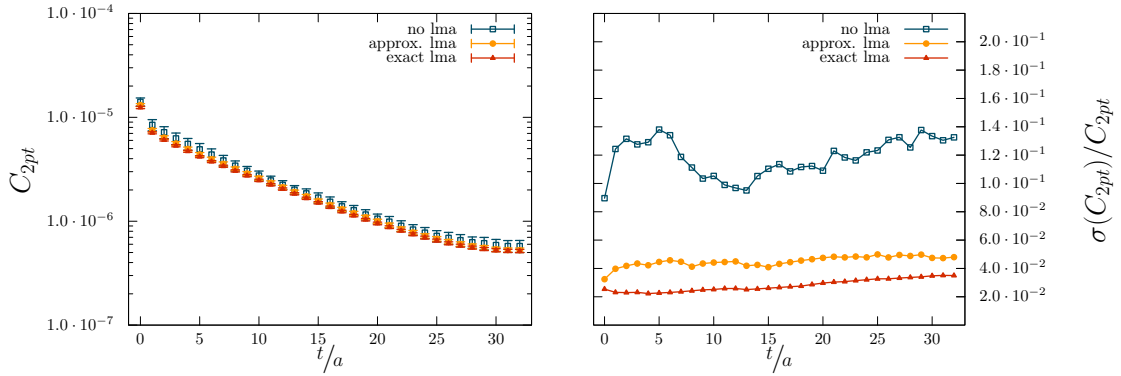 1.0 · 10⁻⁴
1.0 · 10⁻⁵
1.0 · 10⁻⁶
1.0 · 10⁻⁷
C₂ₚₜ
no lma
approx. lma
exact lma
0 5 10 15 20 25 30
t/a
no lma
approx. lma
exact lma
2.0 · 10⁻¹
1.8 · 10⁻¹
1.6 · 10⁻¹
1.4 · 10⁻¹
1.2 · 10⁻¹
1.0 · 10⁻¹
8.0 · 10⁻²
6.0 · 10⁻²
4.0 · 10⁻²
2.0 · 10⁻²
σ(C₂ₚₜ)/C₂ₚₜ
0 5 10 15 20 25 30
t/a